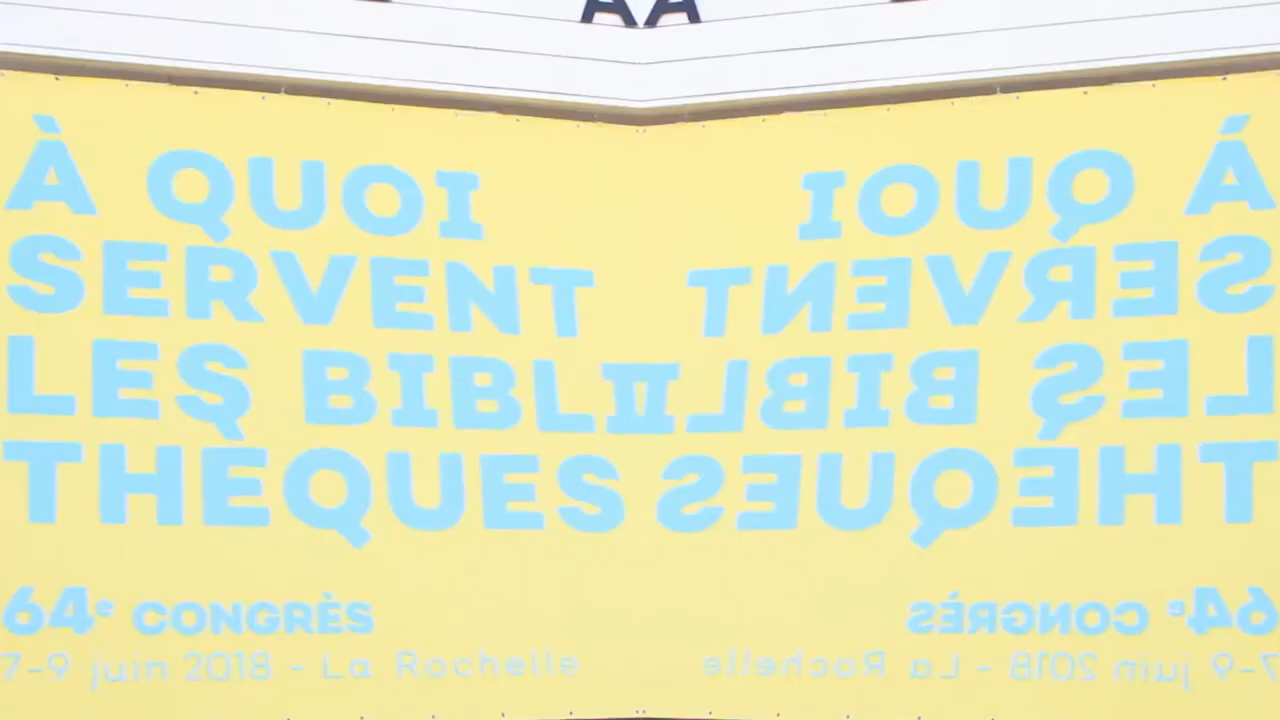 À QUOI
SERVENT
LES BIBLI
THÈQUES
64e CONGRÈS
7-9 juin 2018 - La Rochelle